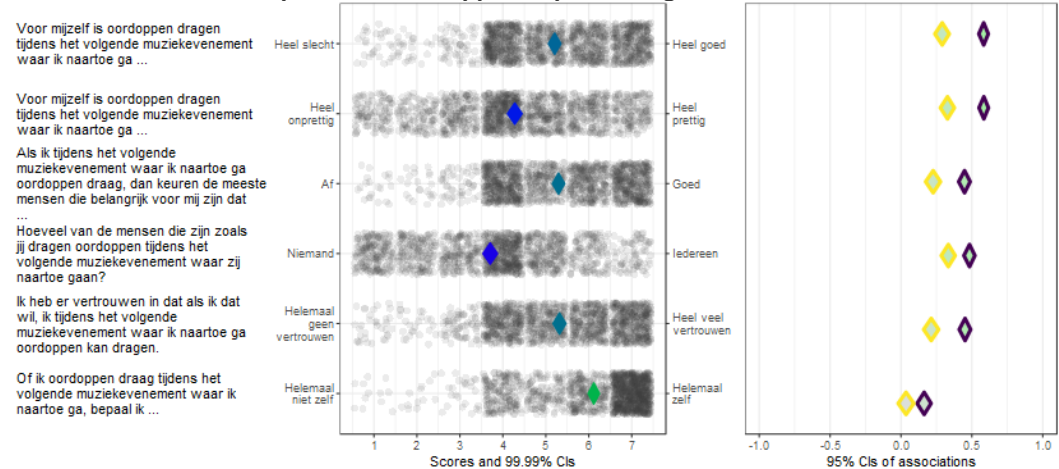 Voor mijzelf is oordoppen dragen
tijdens het volgende muziekevenement
waar ik naartoe ga ...
Heel slecht
Heel goed
Voor mijzelf is oordoppen dragen
tijdens het volgende muziekevenement
waar ik naartoe ga ...
Heel
onprettig
Heel
prettig
Als ik tijdens het volgende
muziekevenement waar ik naartoe ga
oordoppen draag, dan keuren de meeste
mensen die belangrijk voor mij zijn dat
...
Af
Goed
Hoeveel van de mensen die zijn zoals
jij dragen oordoppen tijdens het
volgende muziekevenement waar zij
naartoe gaan?
Niemand
Iedereen
Ik heb er vertrouwen in dat als ik dat
wil, ik tijdens het volgende
muziekevenement waar ik naartoe ga
oordoppen kan dragen.
Helemaal
geen
vertrouwen
Heel veel
vertrouwen
Of ik oordoppen draag tijdens het
volgende muziekevenement waar ik
naartoe ga, bepaal ik ...
Helemaal
niet zelf
Helemaal
zelf
1 2 3 4 5 6 7
Scores and 99.99% CIs
-1.0 -0.5 0.0 0.5 1.0
95% CIs of associations